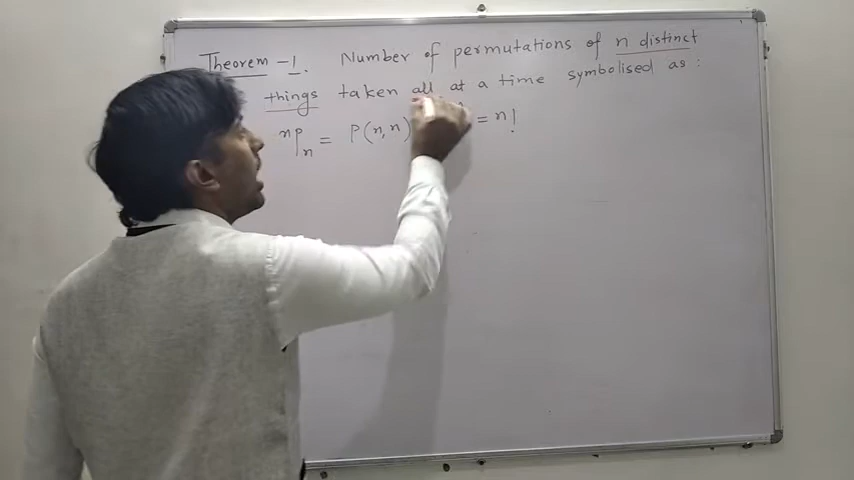 Theorem - 1. Number of permutations of n distinct
things taken all at a time symbolised as :
ⁿPₙ = P(n, n) = n!